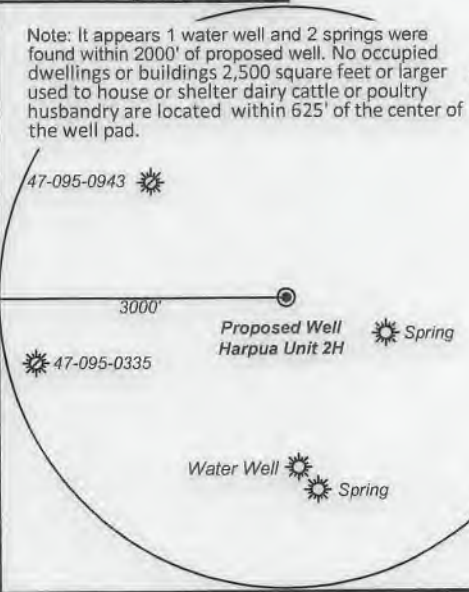 Note: It appears 1 water well and 2 springs were
found within 2000' of proposed well. No occupied
dwellings or buildings 2,500 square feet or larger
used to house or shelter dairy cattle or poultry
husbandry are located within 625' of the center of
the well pad.
47-095-0943
3000'
Proposed Well
Harpua Unit 2H
Spring
47-095-0335
Water Well
Spring